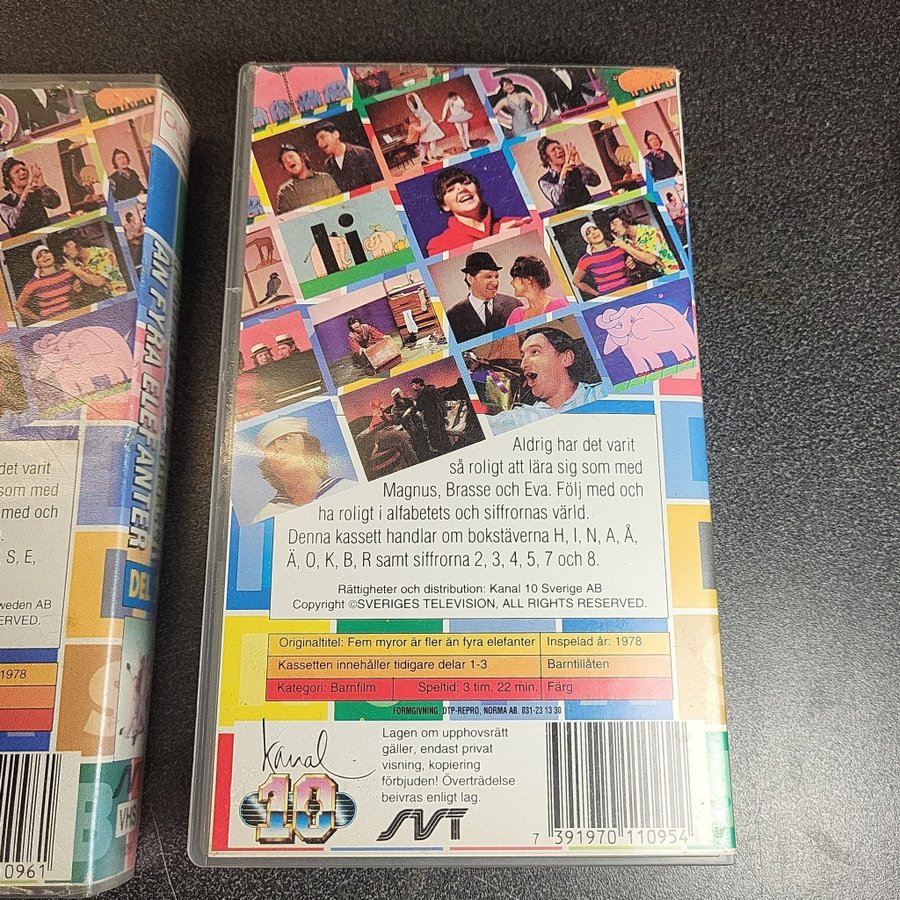 Aldrig har det varit
så roligt att lära sig som med
Magnus, Brasse och Eva. Följ med och
ha roligt i alfabetets och siffrornas värld.
Denna kassett handlar om bokstäverna H, I, N, A, Å,
Ä, O, K, B, R samt siffrorna 2, 3, 4, 5, 7 och 8.
Rättigheter och distribution: Kanal 10 Sverige AB
Copyright ©SVERIGES TELEVISION, ALL RIGHTS RESERVED.
Originaltitel: Fem myror är fler än fyra elefanter Inspelad år: 1978
Kassetten innehåller tidigare delar 1-3 Barntillåten
Kategori: Barnfilm Speltid: 3 tim. 22 min. Färg
FORMGIVNING: DTP-REPRO, NORMA AB. 031-23 13 30
Lagen om upphovsrätt
gäller, endast privat
visning, kopiering
förbjuden! Överträdelse
beivras enligt lag.
kanal
10
SVT
7 391970 110954
ÄN FYRA ELEFANTER
DEL
det varit
som med
med och
S, E,
weden AB
ERVED.
1978
VHS
0961